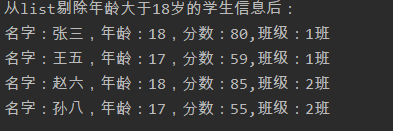 从list剔除年龄大于18岁的学生信息后：
名字：张三，年龄：18，分数：80,班级：1班
名字：王五，年龄：17，分数：59,班级：1班
名字：赵六，年龄：18，分数：85,班级：2班
名字：孙八，年龄：17，分数：55,班级：2班